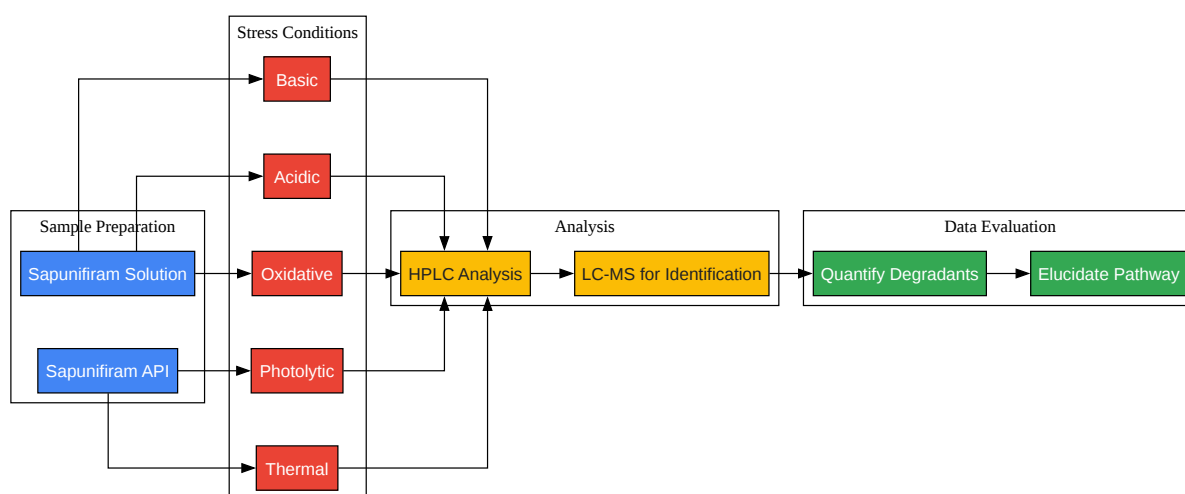 Stress Conditions
Basic
Acidic
Sample Preparation
Analysis
Data Evaluation
Sapunifiram Solution
Oxidative
HPLC Analysis
LC-MS for Identification
Quantify Degradants
Elucidate Pathway
Sapunifiram API
Photolytic
Thermal